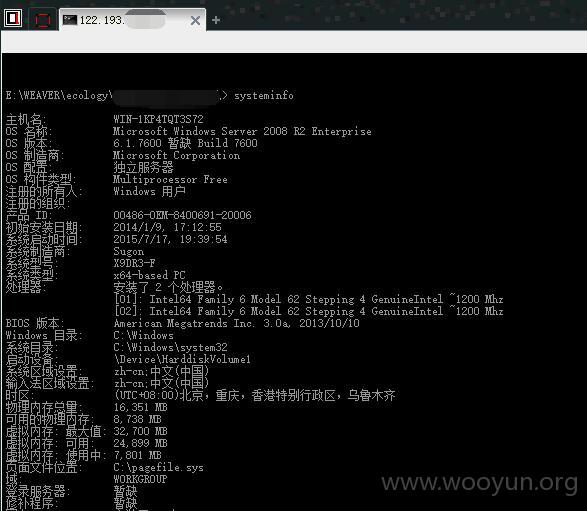 122.193.
E:\WEAVER\ecology\ > systeminfo
主机名: WIN-1KP4TQT3S72
OS 名称: Microsoft Windows Server 2008 R2 Enterprise
OS 版本: 6.1.7600 暂缺 Build 7600
OS 制造商: Microsoft Corporation
OS 配置: 独立服务器
OS 构件类型: Multiprocessor Free
注册的所有人: Windows 用户
注册的组织:
产品 ID: 00486-OEM-8400691-20006
初始安装日期: 2014/1/9, 17:12:55
系统启动时间: 2015/7/17, 19:39:54
系统制造商: Sugon
系统型号: X9DR3-F
系统类型: x64-based PC
处理器: 安装了 2 个处理器。
[01]: Intel64 Family 6 Model 62 Stepping 4 GenuineIntel ~1200 Mhz
[02]: Intel64 Family 6 Model 62 Stepping 4 GenuineIntel ~1200 Mhz
BIOS 版本: American Megatrends Inc. 3.0a, 2013/10/10
Windows 目录: C:\Windows
系统目录: C:\Windows\system32
启动设备: \Device\HarddiskVolume1
系统区域设置: zh-cn;中文(中国)
输入法区域设置: zh-cn;中文(中国)
时区: (UTC+08:00)北京，重庆，香港特别行政区，乌鲁木齐
物理内存总量: 16,351 MB
可用的物理内存: 8,738 MB
虚拟内存: 最大值: 32,700 MB
虚拟内存: 可用: 24,899 MB
虚拟内存: 使用中: 7,801 MB
页面文件位置: C:\pagefile.sys
域: WORKGROUP
登录服务器: 暂缺
修补程序: 暂缺
www.wooyun.org